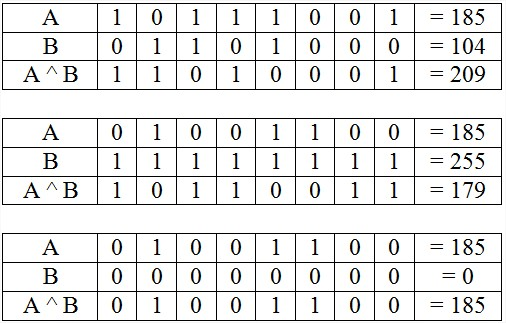 A 1 0 1 1 1 0 0 1 = 185
B 0 1 1 0 1 0 0 0 = 104
A ^ B 1 1 0 1 0 0 0 1 = 209
A 0 1 0 0 1 1 0 0 = 185
B 1 1 1 1 1 1 1 1 = 255
A ^ B 1 0 1 1 0 0 1 1 = 179
A 0 1 0 0 1 1 0 0 = 185
B 0 0 0 0 0 0 0 0 = 0
A ^ B 0 1 0 0 1 1 0 0 = 185